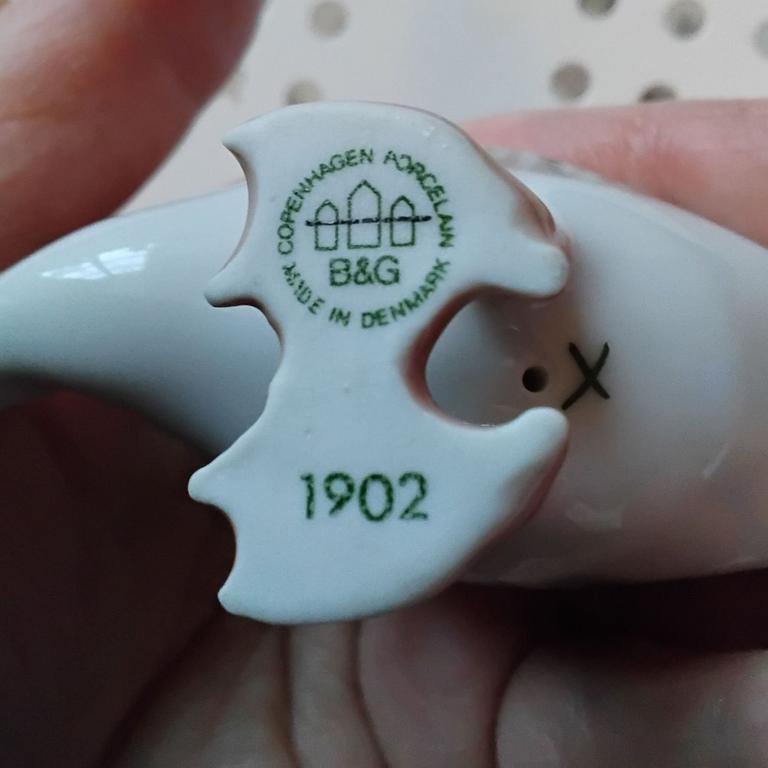 COPENHAGEN PORCELAIN
B&G
MADE IN DENMARK
X
1902